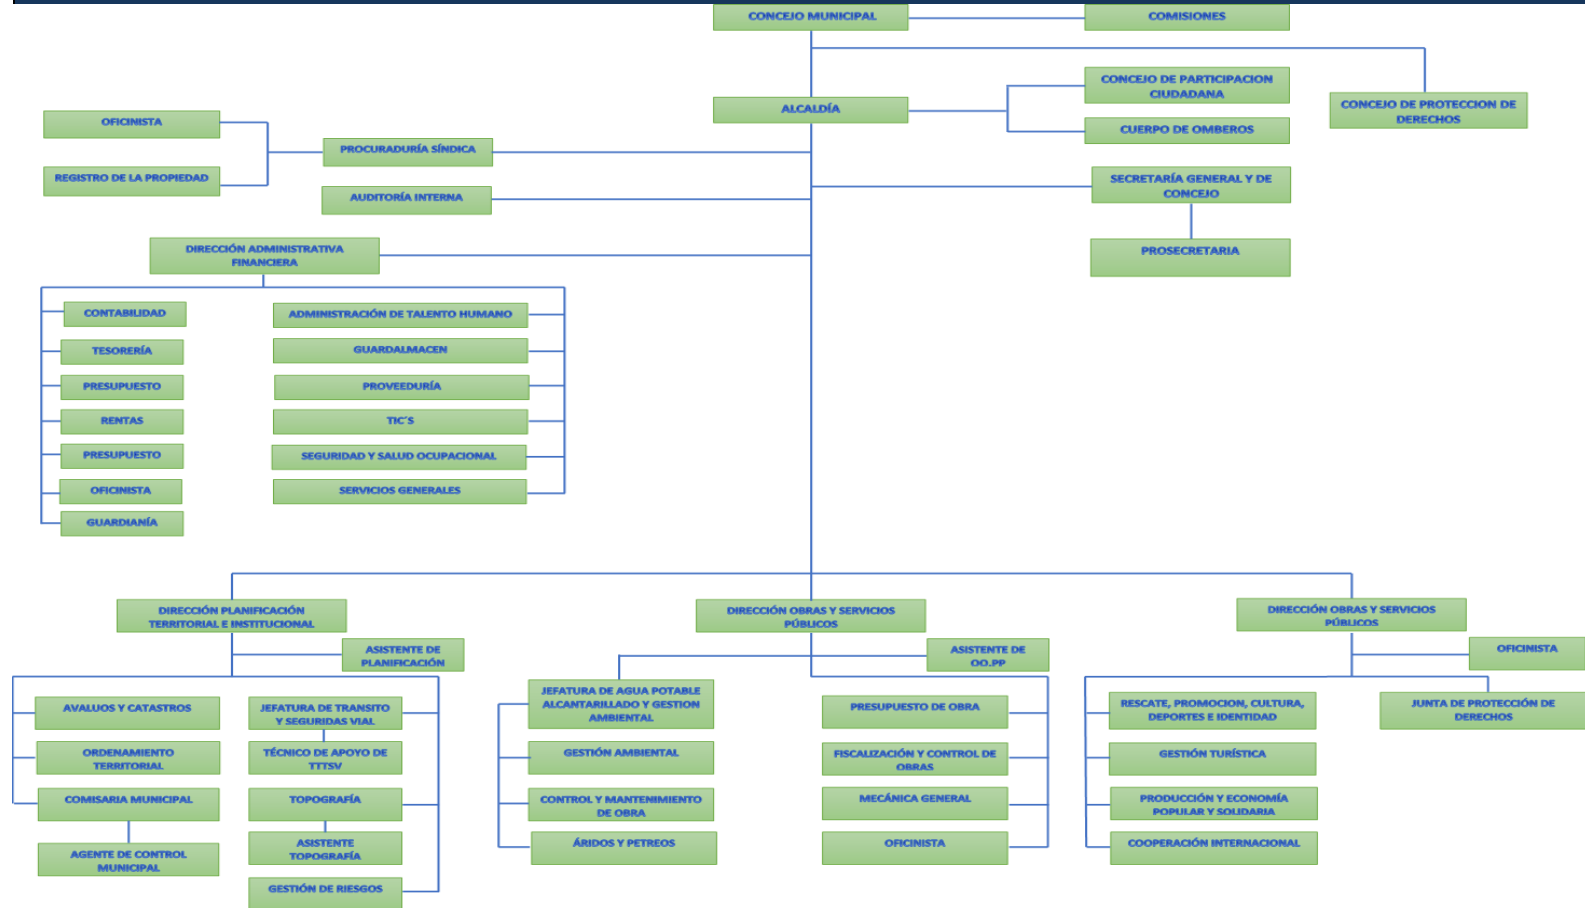 CONCEJO MUNICIPAL
COMISIONES
CONCEJO DE PARTICIPACION
CIUDADANA
ALCALDÍA
CONCEJO DE PROTECCION DE
DERECHOS
CUERPO DE OMBEROS
OFICINISTA
PROCURADURÍA SÍNDICA
REGISTRO DE LA PROPIEDAD
AUDITORÍA INTERNA
SECRETARÍA GENERAL Y DE
CONCEJO
PROSECRETARIA
DIRECCIÓN ADMINISTRATIVA
FINANCIERA
CONTABILIDAD
TESORERÍA
PRESUPUESTO
RENTAS
PRESUPUESTO
OFICINISTA
GUARDIANÍA
ADMINISTRACIÓN DE TALENTO HUMANO
GUARDALMACEN
PROVEEDURÍA
TIC´S
SEGURIDAD Y SALUD OCUPACIONAL
SERVICIOS GENERALES
DIRECCIÓN PLANIFICACIÓN
TERRITORIAL E INSTITUCIONAL
ASISTENTE DE
PLANIFICACIÓN
AVALUOS Y CATASTROS
ORDENAMIENTO
TERRITORIAL
COMISARIA MUNICIPAL
AGENTE DE CONTROL
MUNICIPAL
JEFATURA DE TRANSITO
Y SEGURIDAS VIAL
TÉCNICO DE APOYO DE
TTTSV
TOPOGRAFÍA
ASISTENTE
TOPOGRAFÍA
GESTIÓN DE RIESGOS
DIRECCIÓN OBRAS Y SERVICIOS
PÚBLICOS
ASISTENTE DE
OO.PP
JEFATURA DE AGUA POTABLE
ALCANTARILLADO Y GESTION
AMBIENTAL
GESTIÓN AMBIENTAL
CONTROL Y MANTENIMIENTO
DE OBRA
ÁRIDOS Y PETREOS
PRESUPUESTO DE OBRA
FISCALIZACIÓN Y CONTROL DE
OBRAS
MECÁNICA GENERAL
OFICINISTA
DIRECCIÓN OBRAS Y SERVICIOS
PÚBLICOS
OFICINISTA
RESCATE, PROMOCION, CULTURA,
DEPORTES E IDENTIDAD
GESTIÓN TURÍSTICA
PRODUCCIÓN Y ECONOMÍA
POPULAR Y SOLIDARIA
COOPERACIÓN INTERNACIONAL
JUNTA DE PROTECCIÓN DE
DERECHOS